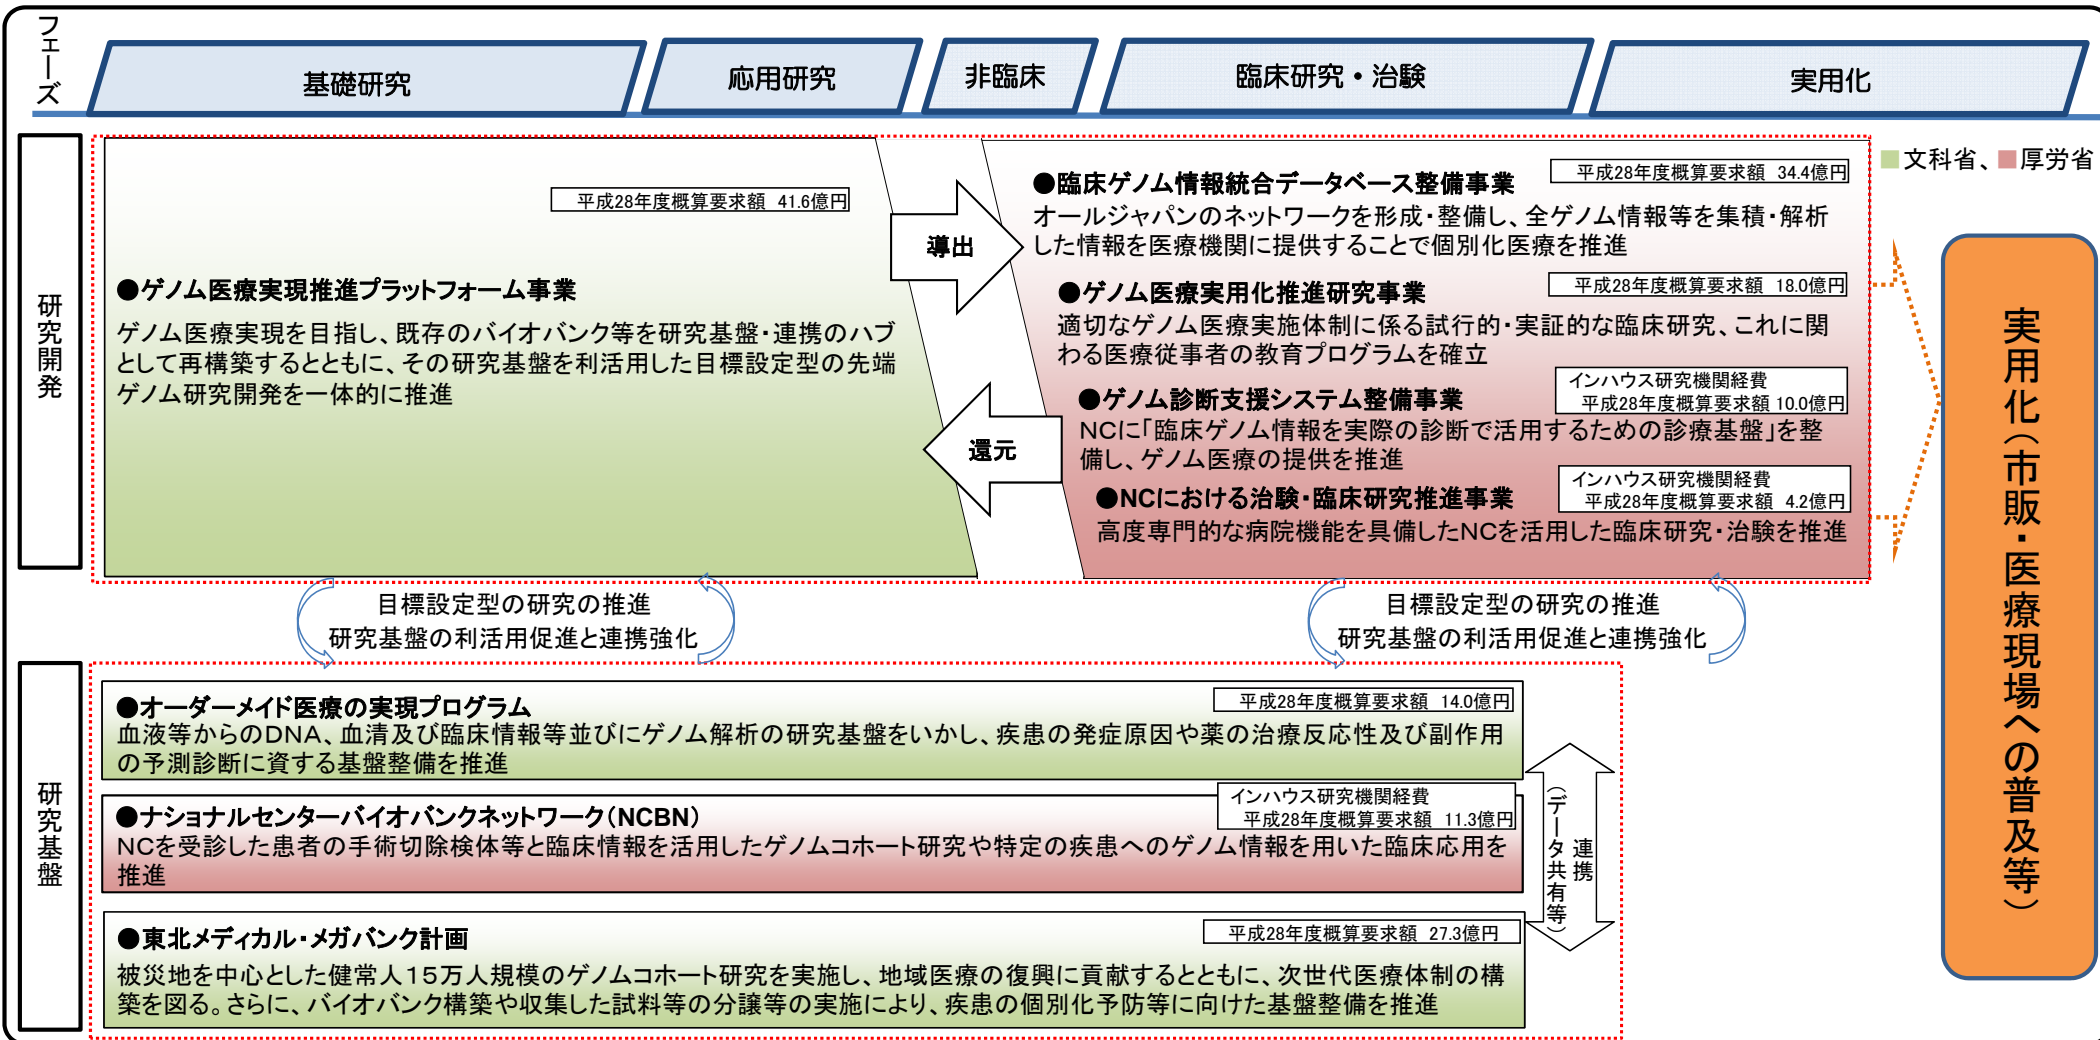 フェーズ
基礎研究
応用研究
非臨床
臨床研究・治験
実用化
文科省、厚労省
研究開発
平成28年度概算要求額 41.6億円
●ゲノム医療実現推進プラットフォーム事業
ゲノム医療実現を目指し、既存のバイオバンク等を研究基盤・連携のハブ
として再構築するとともに、その研究基盤を利活用した目標設定型の先端
ゲノム研究開発を一体的に推進
導出
還元
●臨床ゲノム情報統合データベース整備事業
平成28年度概算要求額 34.4億円
オールジャパンのネットワークを形成・整備し、全ゲノム情報等を集積・解析
した情報を医療機関に提供することで個別化医療を推進
●ゲノム医療実用化推進研究事業
平成28年度概算要求額 18.0億円
適切なゲノム医療実施体制に係る試行的・実証的な臨床研究、これに関
わる医療従事者の教育プログラムを確立
●ゲノム診断支援システム整備事業
インハウス研究機関経費
平成28年度概算要求額 10.0億円
NCに「臨床ゲノム情報を実際の診断で活用するための診療基盤」を整
備し、ゲノム医療の提供を推進
●NCにおける治験・臨床研究推進事業
インハウス研究機関経費
平成28年度概算要求額 4.2億円
高度専門的な病院機能を具備したNCを活用した臨床研究・治験を推進
実用化（市販・医療現場への普及等）
目標設定型の研究の推進
研究基盤の利活用促進と連携強化
目標設定型の研究の推進
研究基盤の利活用促進と連携強化
研究基盤
●オーダーメイド医療の実現プログラム
平成28年度概算要求額 14.0億円
血液等からのDNA、血清及び臨床情報等並びにゲノム解析の研究基盤をいかし、疾患の発症原因や薬の治療反応性及び副作用
の予測診断に資する基盤整備を推進
●ナショナルセンターバイオバンクネットワーク（NCBN）
インハウス研究機関経費
平成28年度概算要求額 11.3億円
NCを受診した患者の手術切除検体等と臨床情報を活用したゲノムコホート研究や特定の疾患へのゲノム情報を用いた臨床応用を
推進
●東北メディカル・メガバンク計画
平成28年度概算要求額 27.3億円
被災地を中心とした健常人１５万人規模のゲノムコホート研究を実施し、地域医療の復興に貢献するとともに、次世代医療体制の構
築を図る。さらに、バイオバンク構築や収集した試料等の分譲等の実施により、疾患の個別化予防等に向けた基盤整備を推進
連携
（データ共有等）